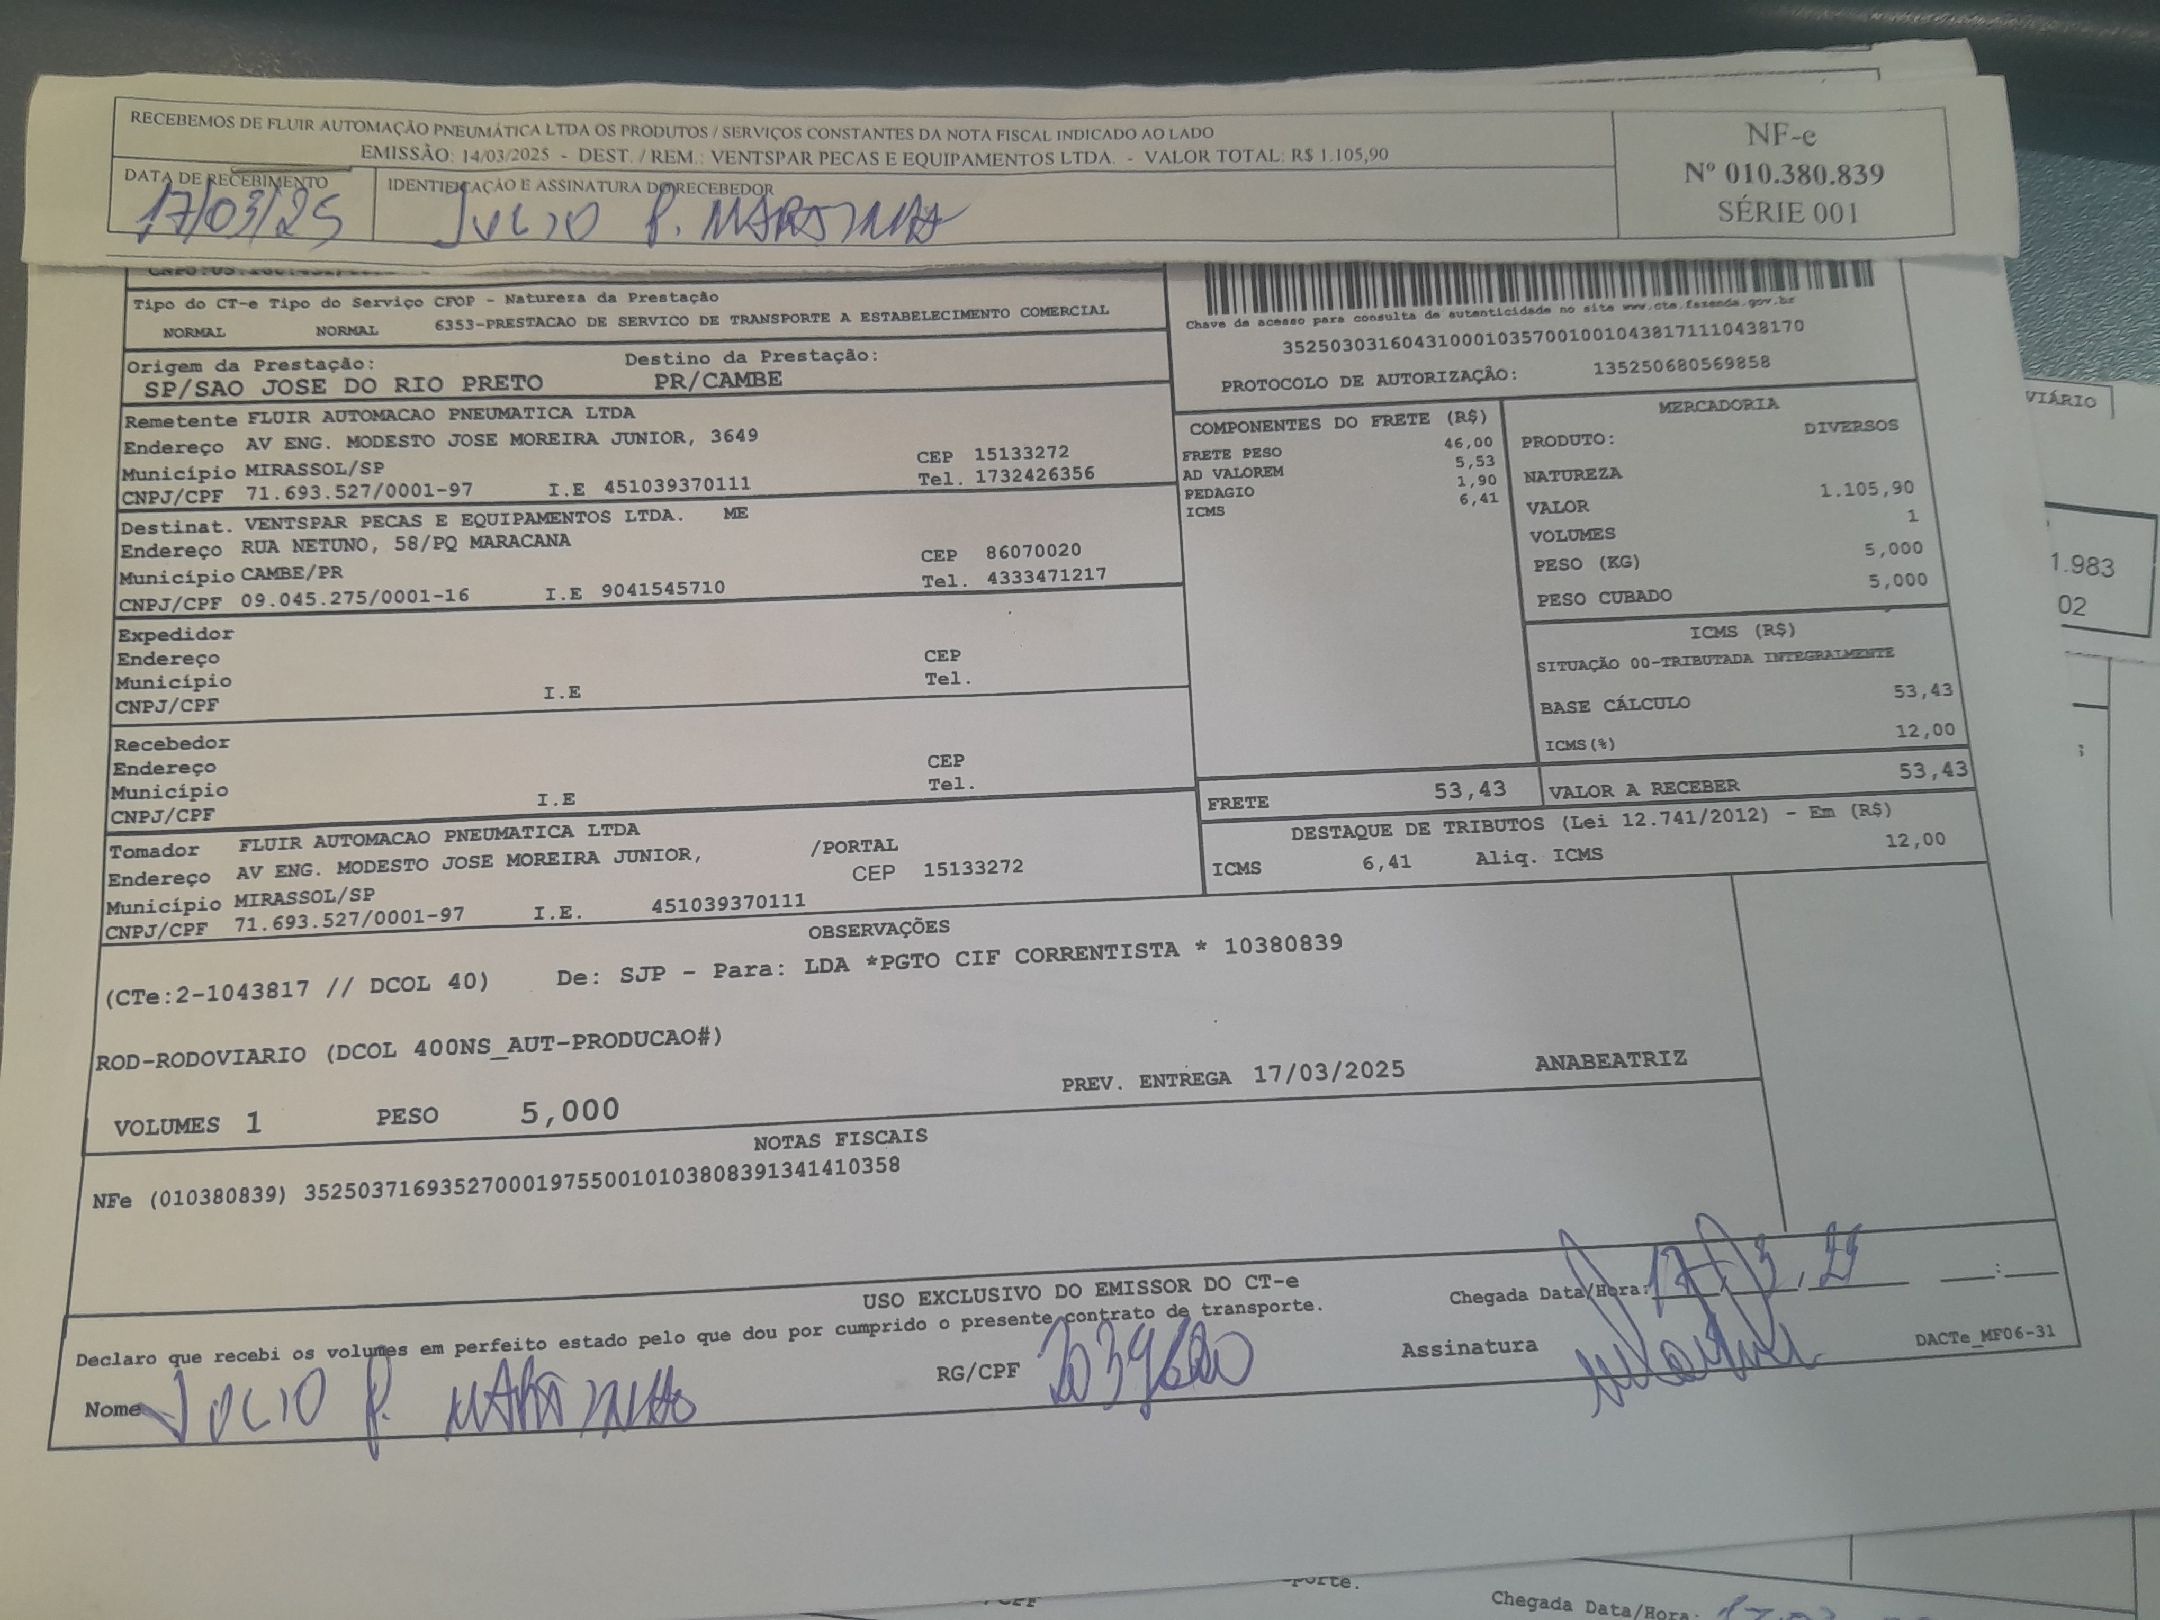 RECEBEMOS DE FLUIR AUTOMAÇÃO PNEUMÁTICA LTDA OS PRODUTOS / SERVIÇOS CONSTANTES DA NOTA FISCAL INDICADO AO LADO
EMISSÃO: 14/03/2025 - DEST. / REM.: VENTSPAR PECAS E EQUIPAMENTOS LTDA. - VALOR TOTAL: R$ 1.105,90
DATA DE RECEBIMENTO
17/03/25
IDENTIFICAÇÃO E ASSINATURA DO RECEBEDOR
JULIO P.
NF-e
Nº 010.380.839
SÉRIE 001
Tipo do CT-e Tipo do Serviço CFOP - Natureza da Prestação
NORMAL NORMAL 6353-PRESTACAO DE SERVICO DE TRANSPORTE A ESTABELECIMENTO COMERCIAL
Origem da Prestação: Destino da Prestação:
SP/SAO JOSE DO RIO PRETO PR/CAMBE
Remetente FLUIR AUTOMACAO PNEUMATICA LTDA
Endereço AV ENG. MODESTO JOSE MOREIRA JUNIOR, 3649
Município MIRASSOL/SP CEP 15133272
CNPJ/CPF 71.693.527/0001-97 I.E 451039370111 Tel. 1732426356
Destinat. VENTSPAR PECAS E EQUIPAMENTOS LTDA. ME
Endereço RUA NETUNO, 58/PQ MARACANA
Município CAMBE/PR CEP 86070020
CNPJ/CPF 09.045.275/0001-16 I.E 9041545710 Tel. 4333471217
Expedidor
Endereço CEP
Município Tel.
CNPJ/CPF I.E
Recebedor
Endereço CEP
Município Tel.
CNPJ/CPF I.E
Tomador FLUIR AUTOMACAO PNEUMATICA LTDA
Endereço AV ENG. MODESTO JOSE MOREIRA JUNIOR, /PORTAL
Município MIRASSOL/SP CEP 15133272
CNPJ/CPF 71.693.527/0001-97 I.E. 451039370111
Chave de acesso para consulta de autenticidade no site www.cte.fazenda.gov.br
35250303160431000103570010010438171110438170
PROTOCOLO DE AUTORIZAÇÃO: 135250680569858
COMPONENTES DO FRETE (R$)
FRETE PESO 46,00
AD VALOREM 5,53
PEDAGIO 1,90
ICMS 6,41
MERCADORIA
PRODUTO: DIVERSOS
NATUREZA
VALOR 1.105,90
VOLUMES 1
PESO (KG) 5,000
PESO CUBADO 5,000
ICMS (R$)
SITUAÇÃO 00-TRIBUTADA INTEGRALMENTE
BASE CÁLCULO 53,43
ICMS(%) 12,00
FRETE 53,43 VALOR A RECEBER 53,43
DESTAQUE DE TRIBUTOS (Lei 12.741/2012) - Em (R$)
ICMS 6,41 Aliq. ICMS 12,00
OBSERVAÇÕES
(CTe:2-1043817 // DCOL 40) De: SJP - Para: LDA *PGTO CIF CORRENTISTA * 10380839
ROD-RODOVIARIO (DCOL 400NS_AUT-PRODUCAO#)
PREV. ENTREGA 17/03/2025 ANABEATRIZ
VOLUMES 1 PESO 5,000
NOTAS FISCAIS
NFe (010380839) 35250371693527000197550010103808391341410358
USO EXCLUSIVO DO EMISSOR DO CT-e
Declaro que recebi os volumes em perfeito estado pelo que dou por cumprido o presente contrato de transporte.
Chegada Data/Hora:
Nome JULIO P.
RG/CPF
Assinatura
DACTe_MF06-31
VIÁRIO
1.983
02
porte.
Chegada Data/Hora: